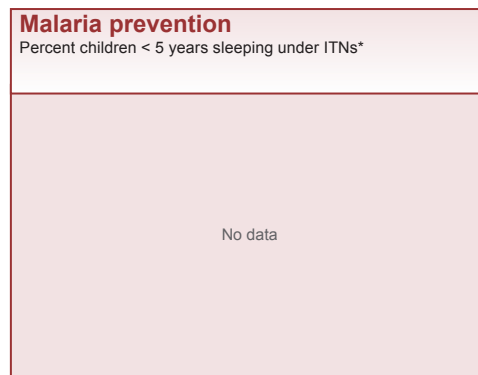 Malaria prevention
Percent children < 5 years sleeping under ITNs*
No data